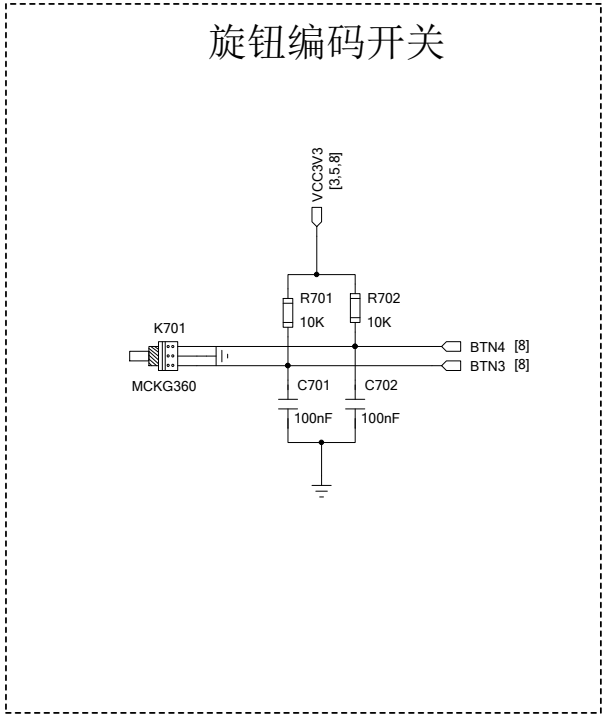 旋钮编码开关
VCC3V3
[3,5,8]
R701
R702
10K
10K
K701
BTN4 [8]
BTN3 [8]
MCKG360
C701
C702
100nF
100nF